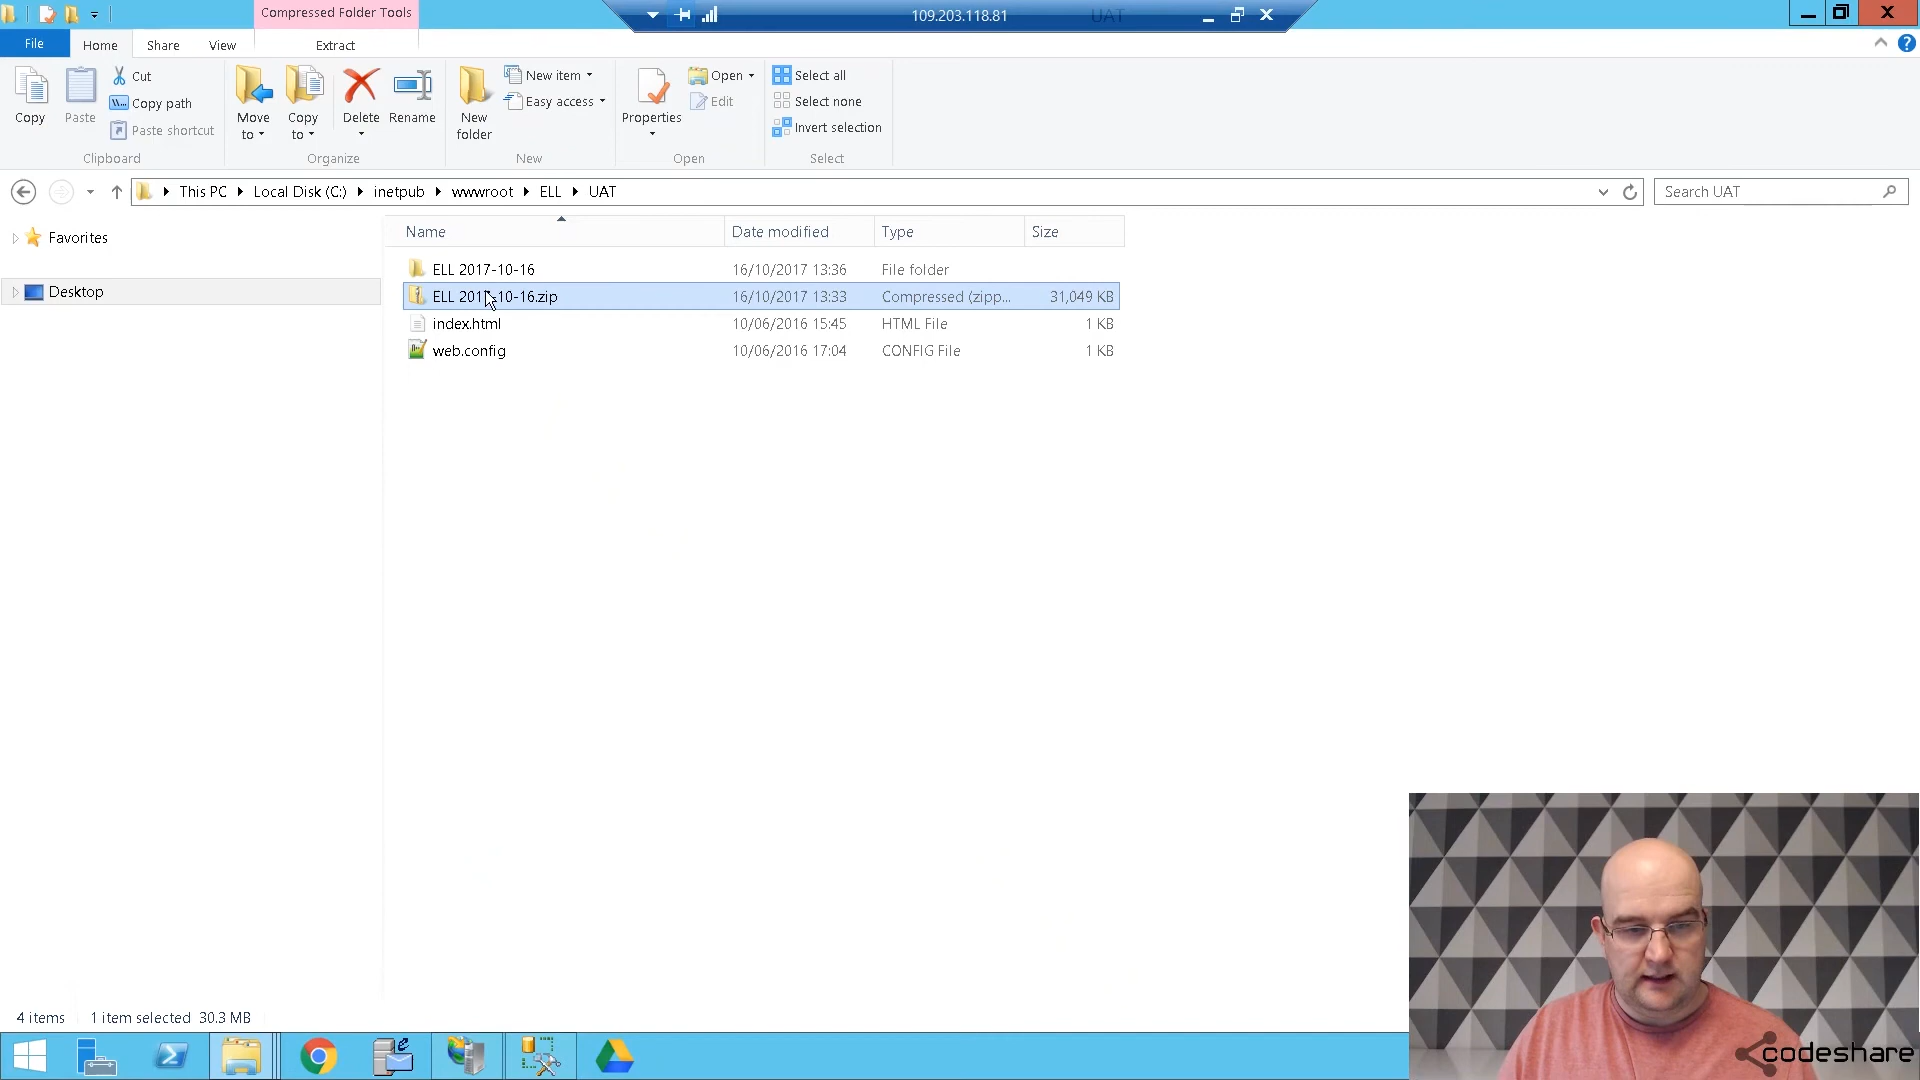 Compressed Folder Tools
109.203.118.81
UAT
File
Home
Share
View
Extract
Copy
Paste
Cut
Copy path
Paste shortcut
Clipboard
Move to
Copy to
Delete
Rename
Organize
New folder
New item
Easy access
New
Properties
Open
Edit
Open
Select all
Select none
Invert selection
Select
This PC
Local Disk (C:)
inetpub
wwwroot
ELL
UAT
Search UAT
Favorites
Desktop
Name
Date modified
Type
Size
ELL 2017-10-16
16/10/2017 13:36
File folder
ELL 2017-10-16.zip
16/10/2017 13:33
Compressed (zipp...
31,049 KB
index.html
10/06/2016 15:45
HTML File
1 KB
web.config
10/06/2016 17:04
CONFIG File
1 KB
4 items
1 item selected 30.3 MB
codeshare